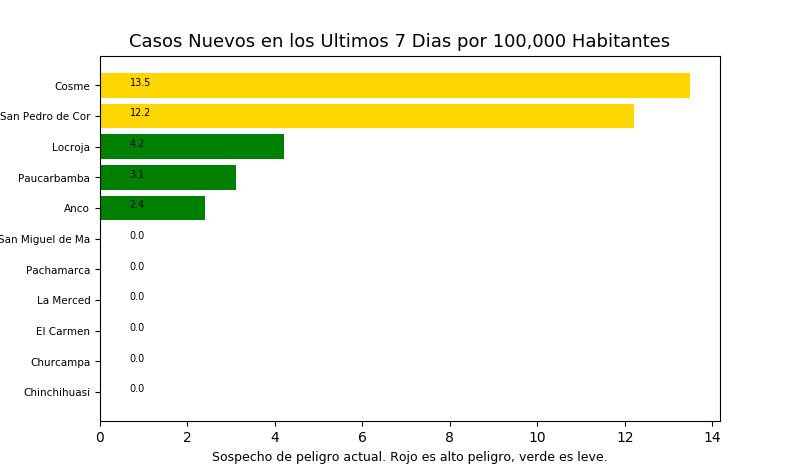 Casos Nuevos en los Ultimos 7 Dias por 100,000 Habitantes
Cosme 13.5
San Pedro de Cor 12.2
Locroja 4.2
Paucarbamba 3.1
Anco 2.4
San Miguel de Ma 0.0
Pachamarca 0.0
La Merced 0.0
El Carmen 0.0
Churcampa 0.0
Chinchihuasi 0.0
0 2 4 6 8 10 12 14
Sospecho de peligro actual. Rojo es alto peligro, verde es leve.